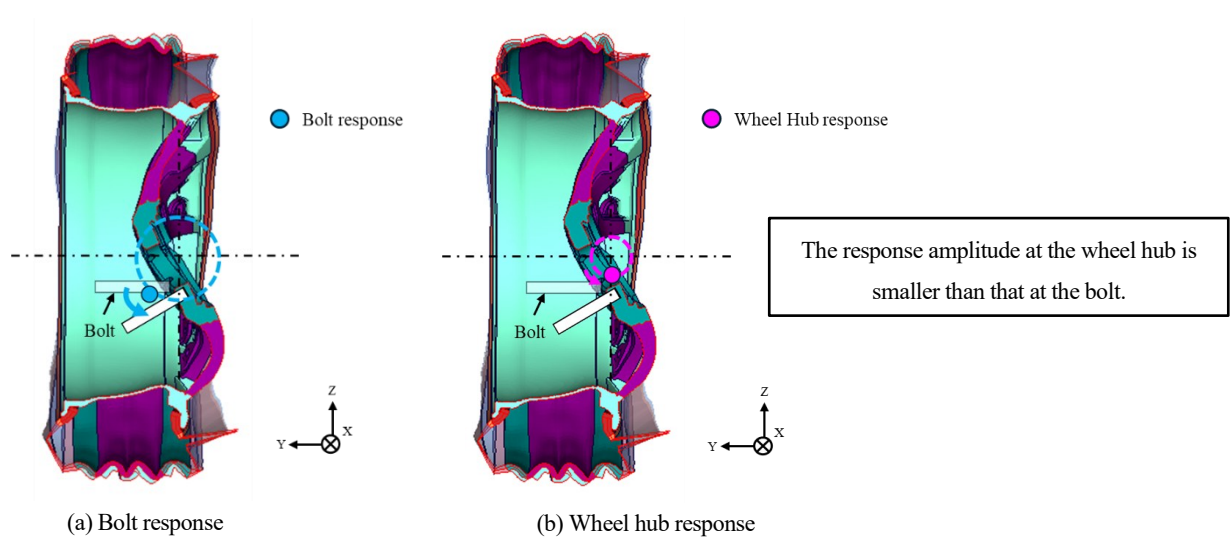 Bolt response
Bolt
Z
X
Y
(a) Bolt response
Wheel Hub response
Bolt
Z
X
Y
(b) Wheel hub response
The response amplitude at the wheel hub is
smaller than that at the bolt.